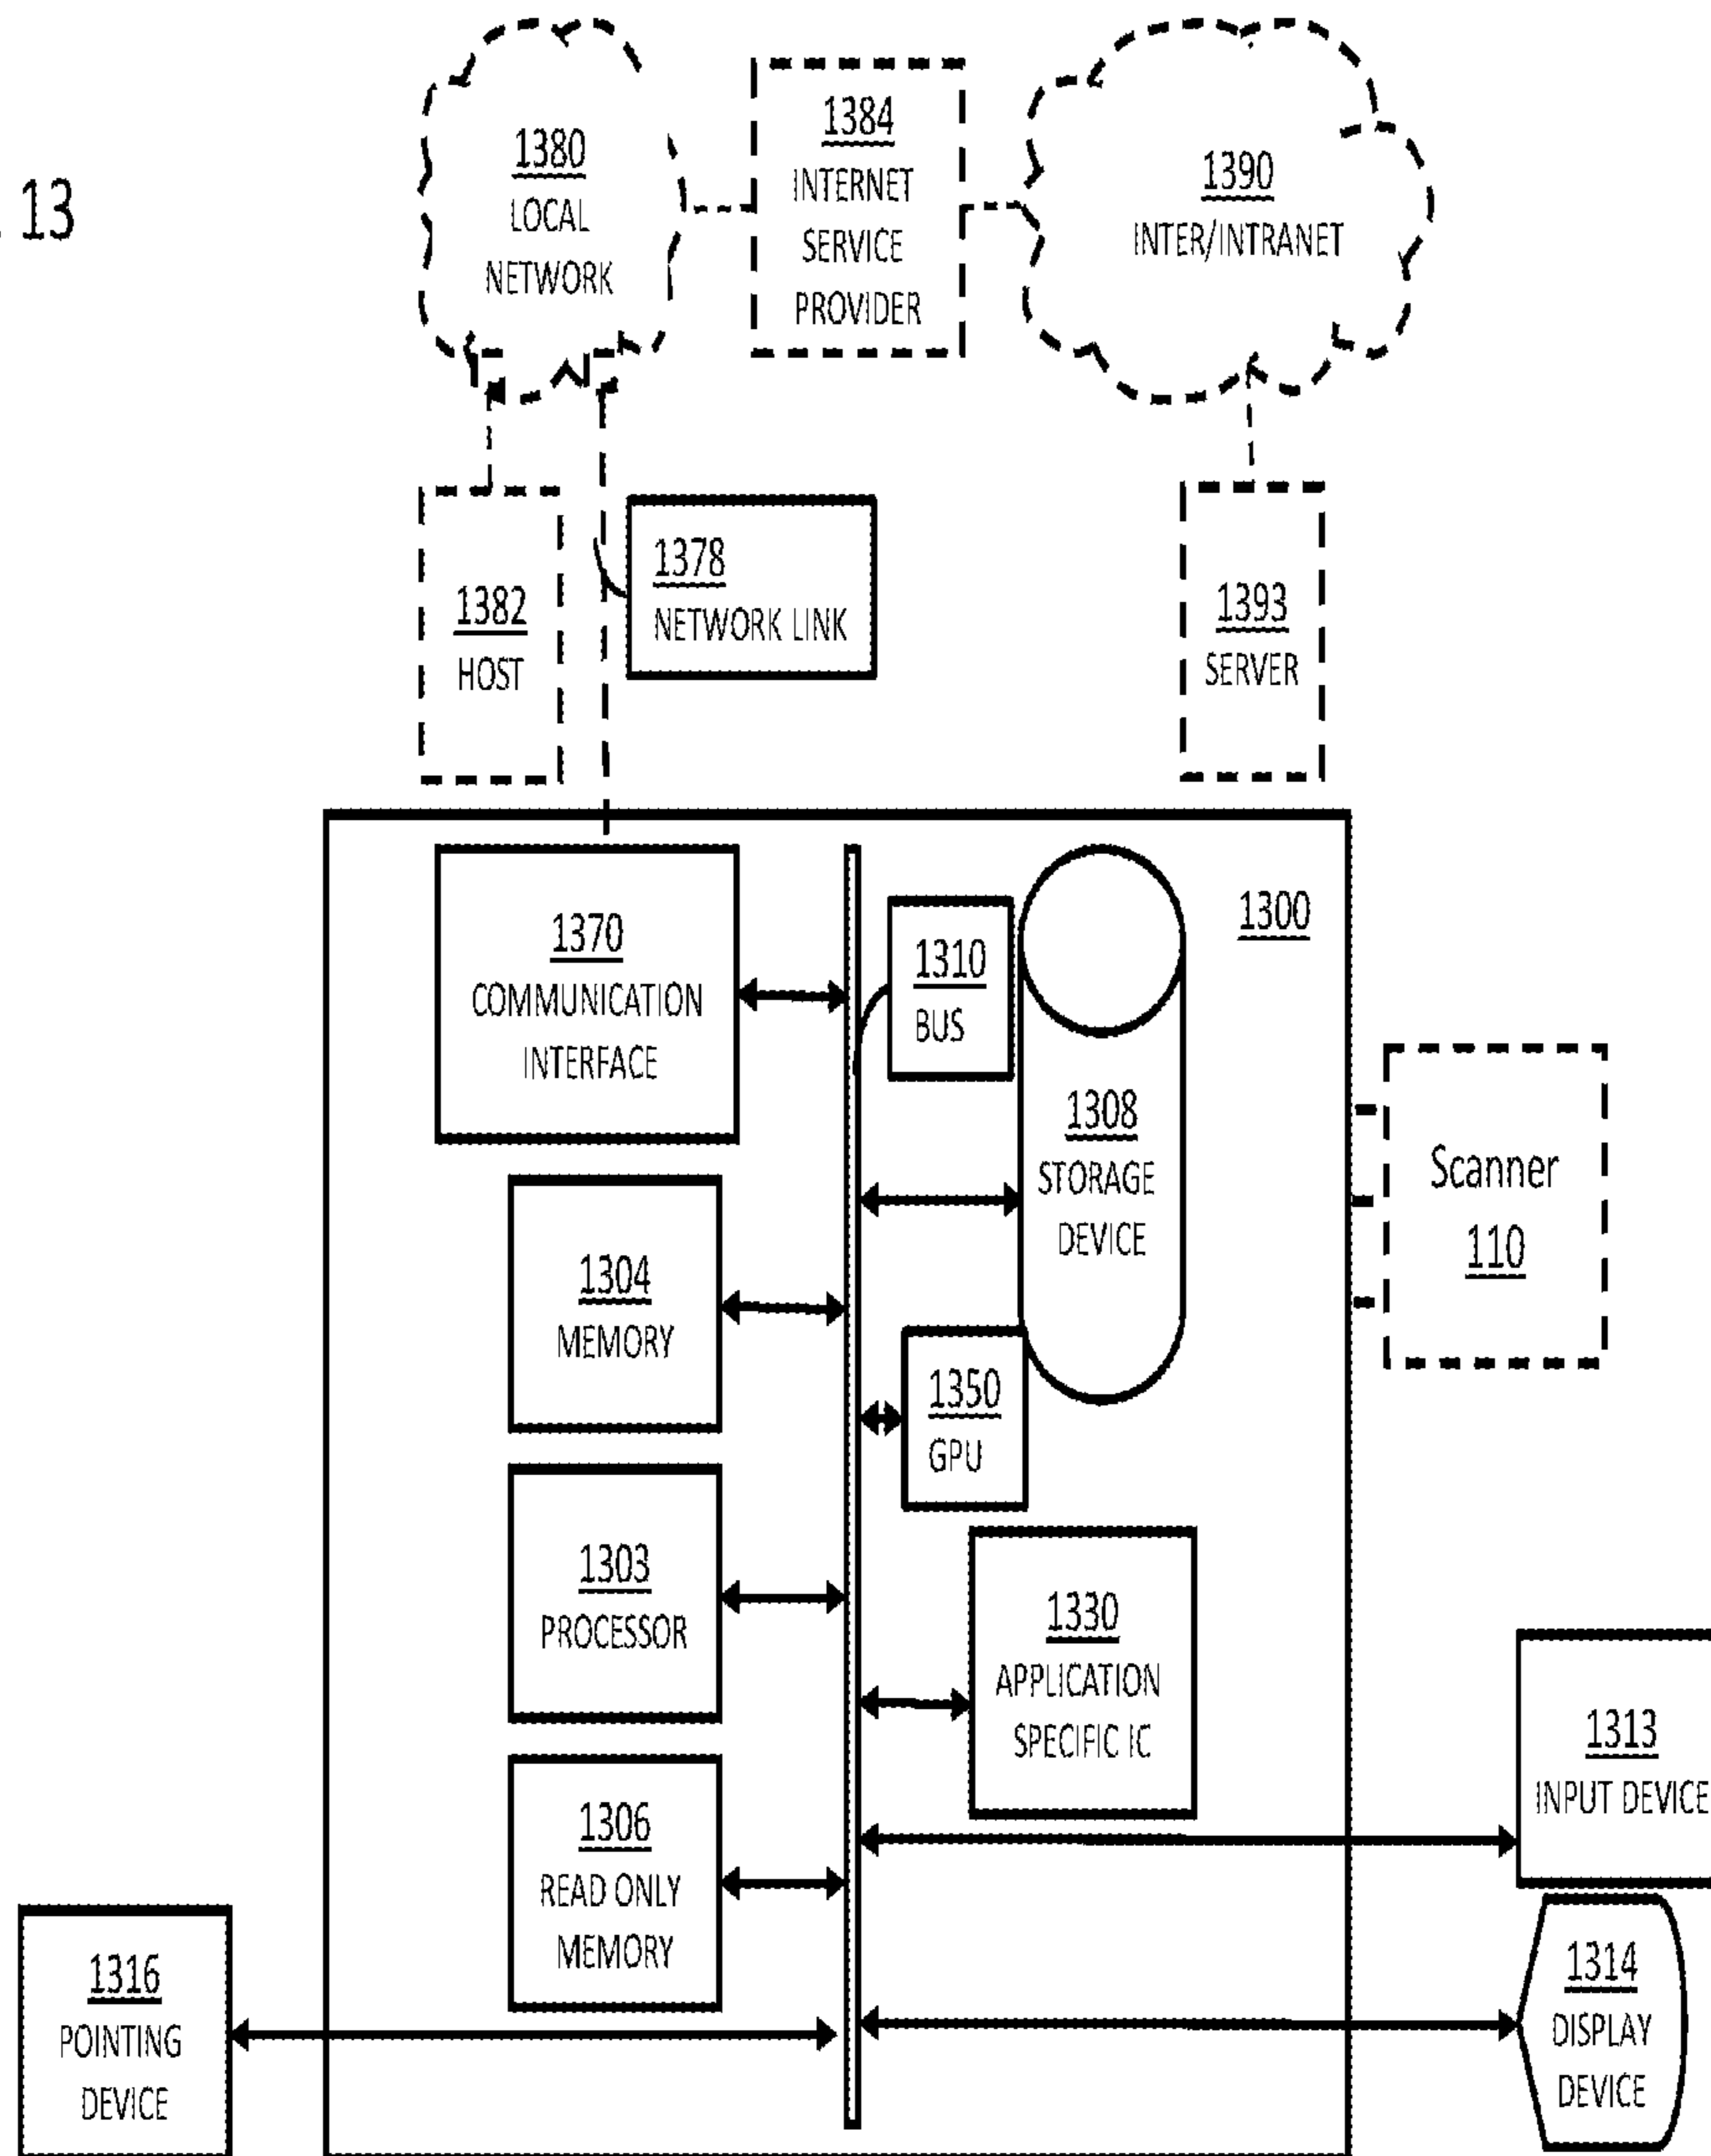 . 13
1380
LOCAL
NETWORK
1384
INTERNET
SERVICE
PROVIDER
1390
INTER/INTRANET
1382
HOST
1378
NETWORK LINK
1393
SERVER
1300
1370
COMMUNICATION
INTERFACE
1310
BUS
1308
STORAGE
DEVICE
Scanner
110
1304
MEMORY
1350
GPU
1303
PROCESSOR
1330
APPLICATION
SPECIFIC IC
1313
INPUT DEVICE
1306
READ ONLY
MEMORY
1316
POINTING
DEVICE
1314
DISPLAY
DEVICE